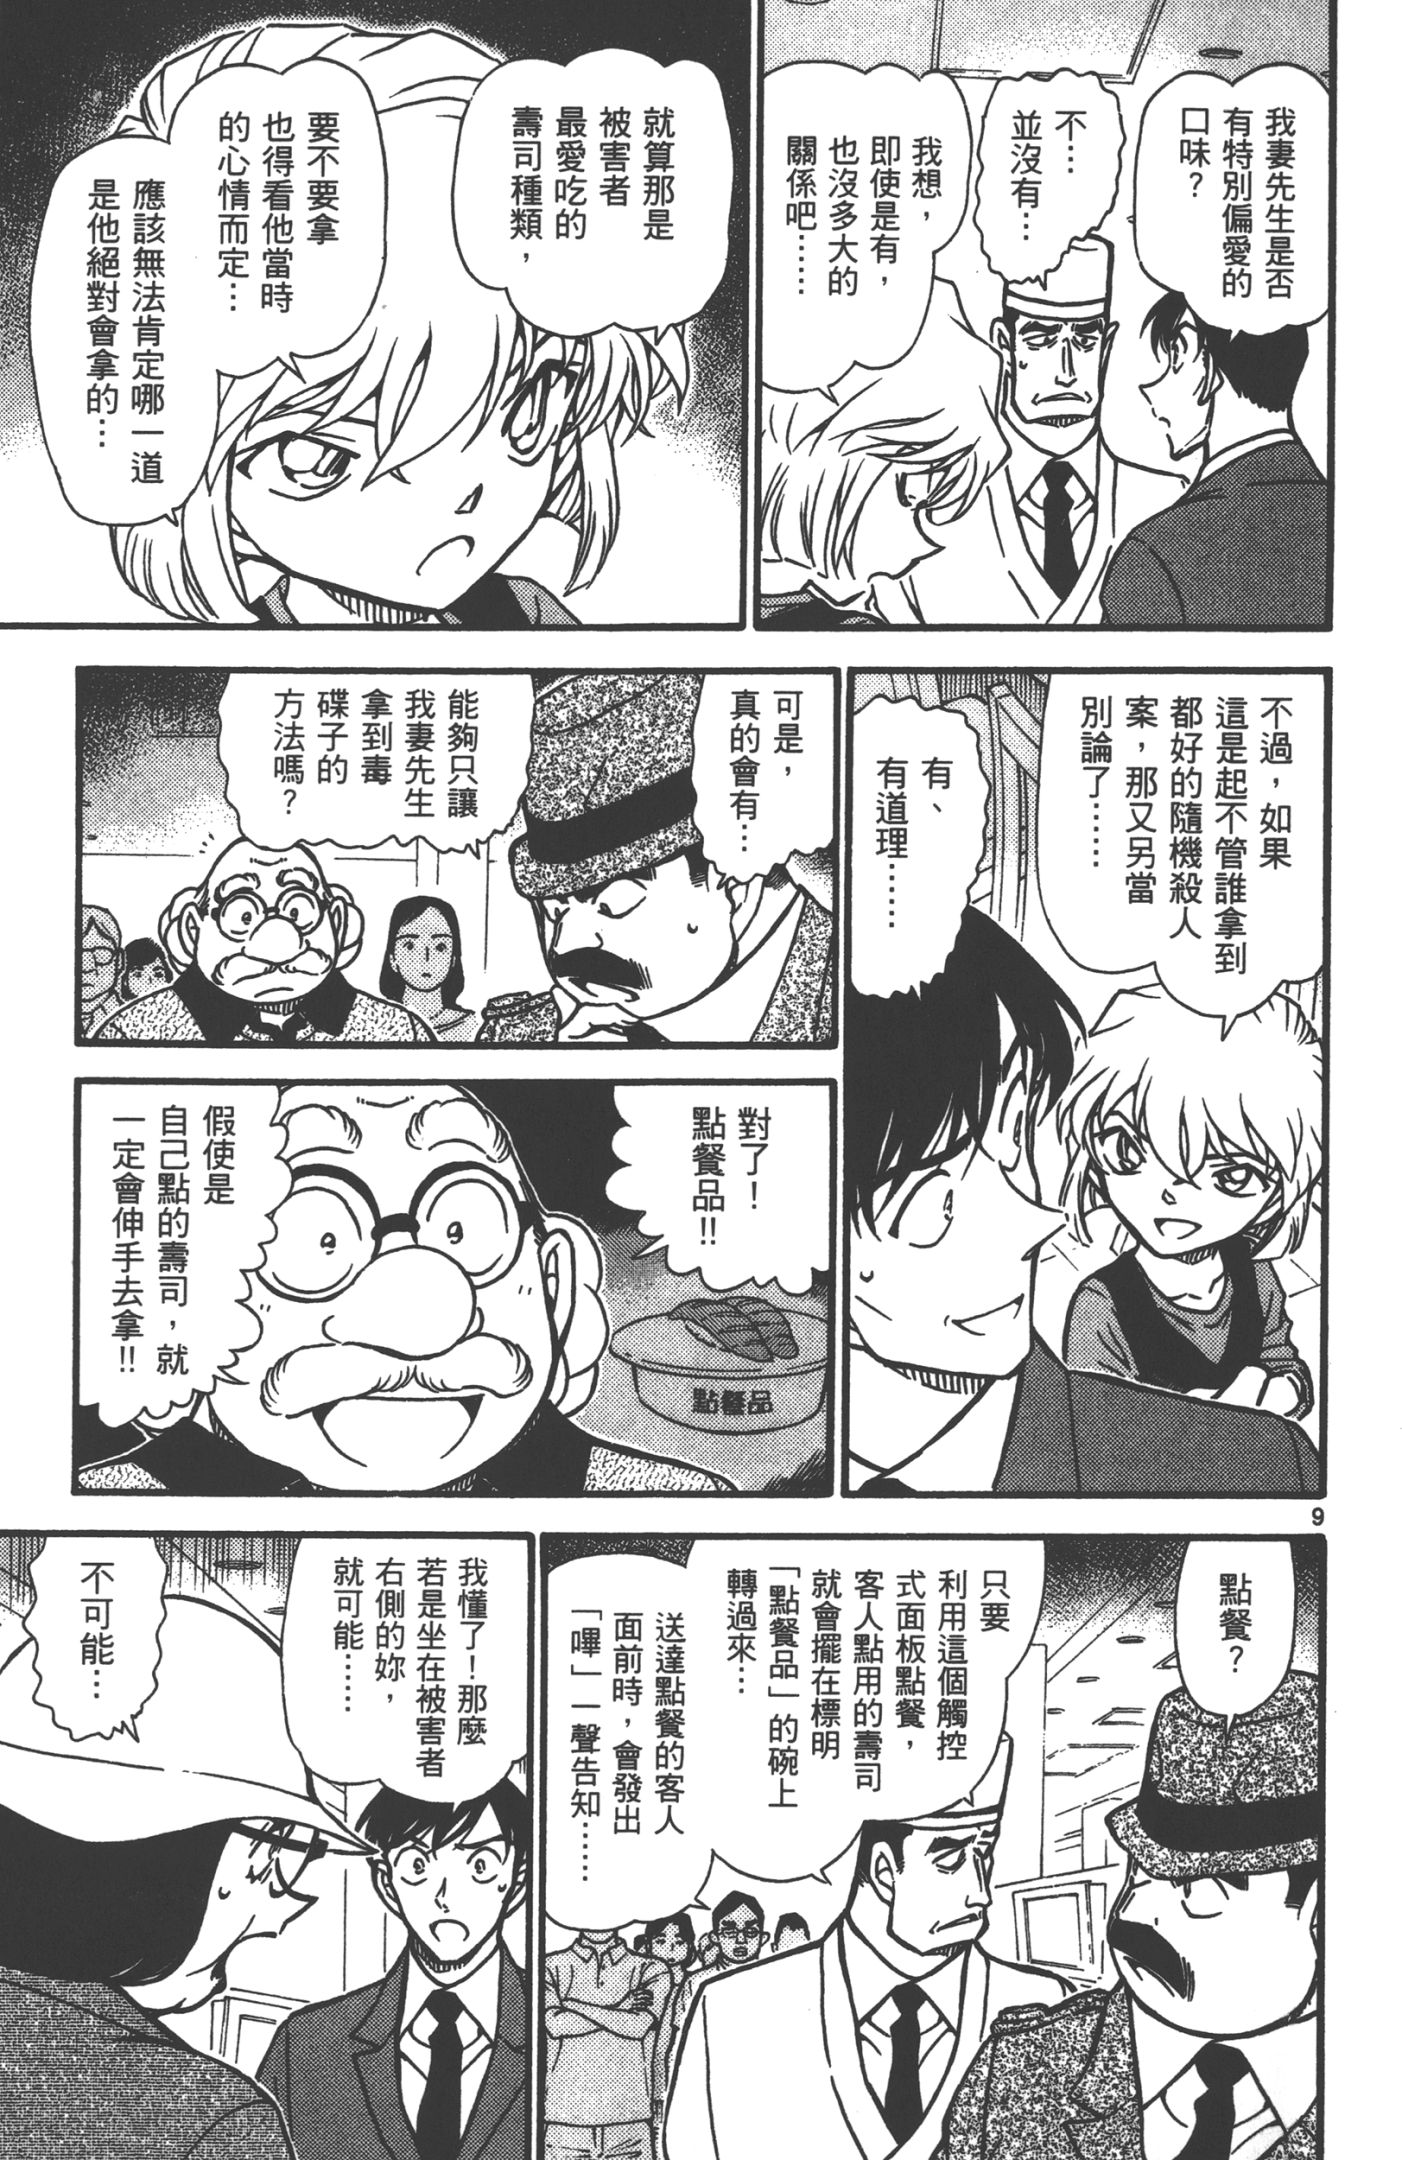 我妻先生是否
有特別偏愛的
口味？
不…
並沒有…
我想，
即使是有，
也沒多大的
關係吧……
就算那是
被害者
最愛吃的
壽司種類，
要不要拿
也得看他當時
的心情而定…
應該無法肯定哪一道
是他絕對會拿的…
不過，如果
這是起不管誰拿到
都好的隨機殺人
案，那又另當
別論了……
有、
有道理……
可是，
真的會有…
能夠只讓
我妻先生
拿到毒
碟子的
方法嗎？
對了！
點餐品!!
點餐品
假使是
自己點的壽司，就
一定會伸手去拿!!
9
點餐？
只要
利用這個觸控
式面板點餐，
客人點用的壽司
就會擺在標明
「點餐品」的碗上
轉過來…
送達點餐的客人
面前時，會發出
「嗶」一聲告知……
我懂了！那麼
若是坐在被害者
右側的妳，
就可能……
不可能…